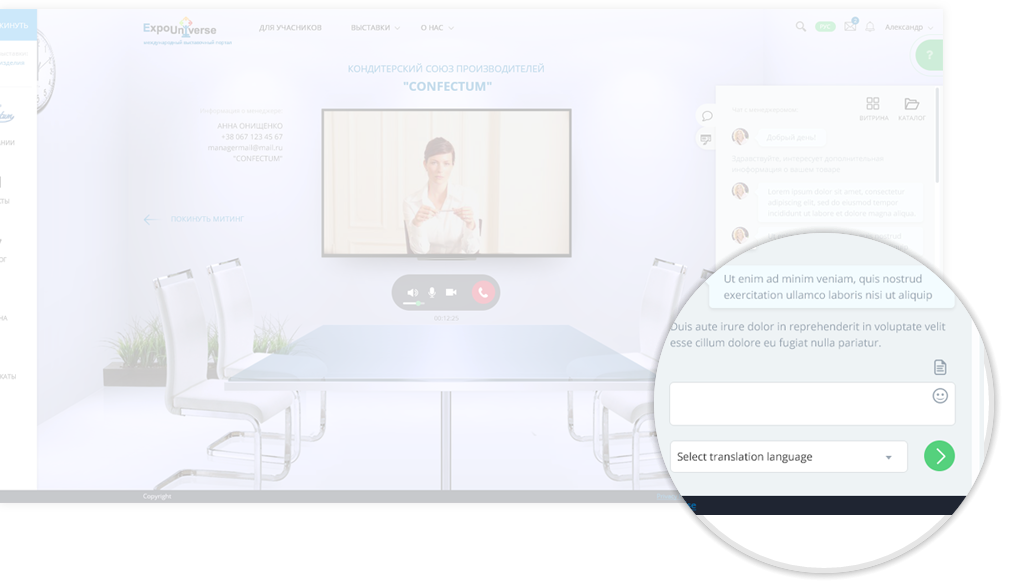 КИНУТЬ
ExpoUniverse
ДЛЯ УЧАСНИКОВ
ВЫСТАВКИ
О НАС
Александр
?
КОНДИТЕРСКИЙ СОЮЗ ПРОИЗВОДИТЕЛЕЙ
"CONFECTUM"
АННА ОНИЩЕНКО
+38 067 123 45 67
managermail@mail.ru
"CONFECTUM"
ПОКИНУТЬ МИТИНГ
00:12:25
ВИТРИНА
КАТАЛОГ
Добрый день!
Lorem ipsum dolor sit amet, consectetur
adipiscing elit, sed do eiusmod tempor
incididunt ut labore et dolore magna aliqua
Ut enim ad minim veniam, quis nostrud
exercitation ullamco laboris nisi ut aliquip
Duis aute irure dolor in reprehenderit in voluptate velit
esse cillum dolore eu fugiat nulla pariatur.
Select translation language
Copyright